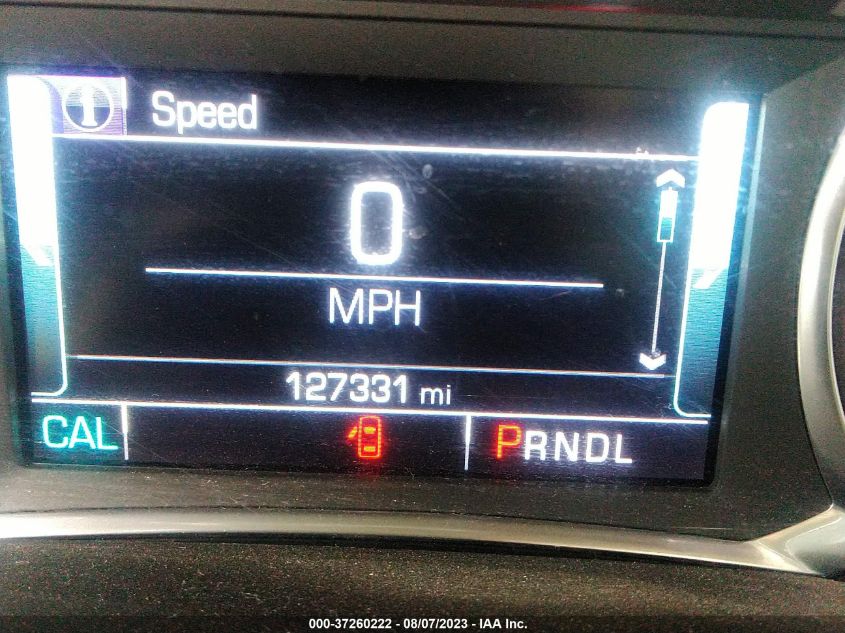 Speed
0
MPH
127331 mi
CAL PRNDL
000-37260222 - 08/07/2023 - IAA Inc.